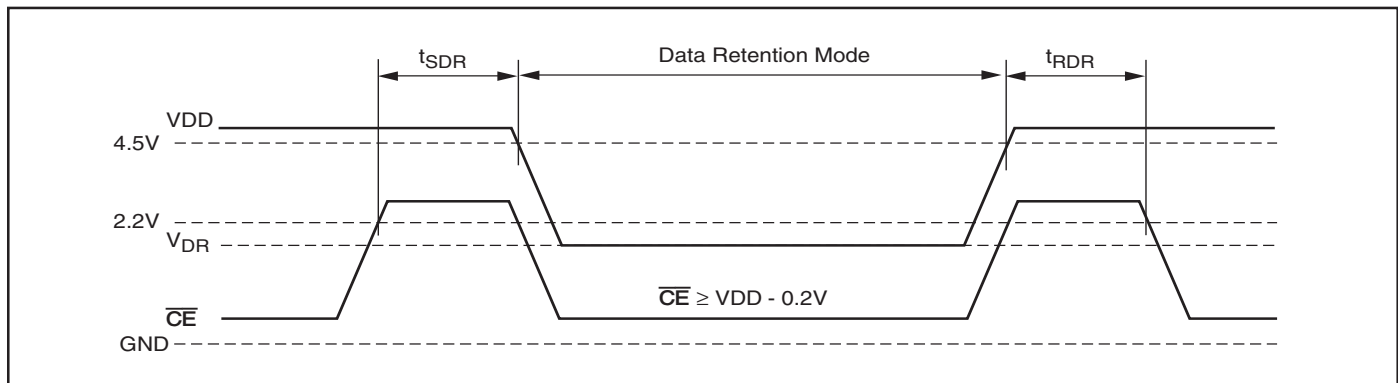 tSDR
Data Retention Mode
tRDR
VDD
4.5V
2.2V
VDR
CE ≥ VDD - 0.2V
CE
GND